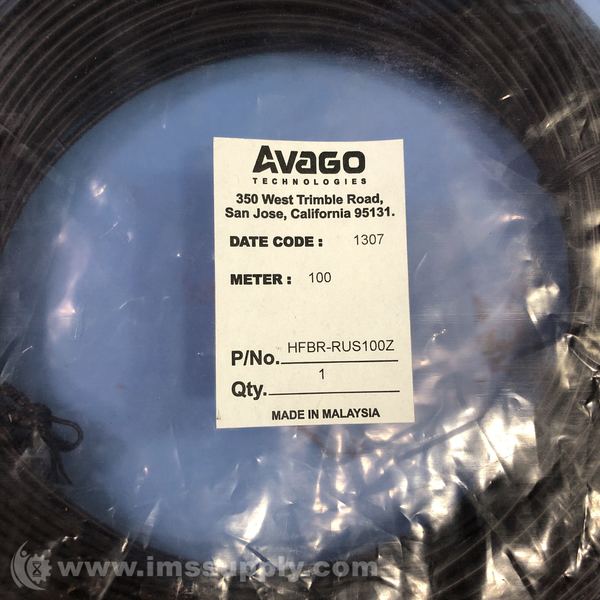 AVAGO
TECHNOLOGIES
350 West Trimble Road,
San Jose, California 95131.
DATE CODE : 1307
METER : 100
P/No. HFBR-RUS100Z
Qty. 1
MADE IN MALAYSIA
www.imssupply.com